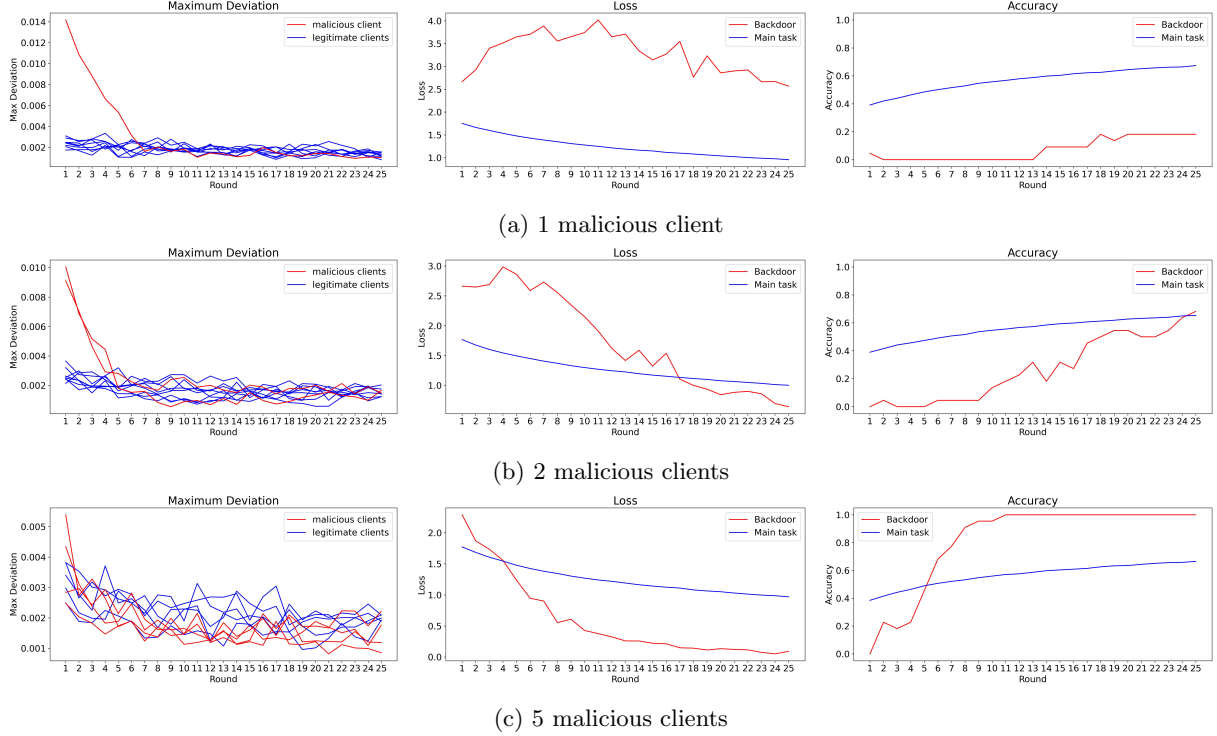 Maximum Deviation
Max Deviation
0.014
0.012
0.010
0.008
0.006
0.004
0.002
malicious client
legitimate clients
1 2 3 4 5 6 7 8 9 10 11 12 13 14 15 16 17 18 19 20 21 22 23 24 25
Round
Loss
Loss
4.0
3.5
3.0
2.5
2.0
1.5
1.0
Backdoor
Main task
1 2 3 4 5 6 7 8 9 10 11 12 13 14 15 16 17 18 19 20 21 22 23 24 25
Round
Accuracy
Accuracy
1.0
0.8
0.6
0.4
0.2
0.0
Backdoor
Main task
1 2 3 4 5 6 7 8 9 10 11 12 13 14 15 16 17 18 19 20 21 22 23 24 25
Round
(a) 1 malicious client
Maximum Deviation
Max Deviation
0.010
0.008
0.006
0.004
0.002
malicious clients
legitimate clients
1 2 3 4 5 6 7 8 9 10 11 12 13 14 15 16 17 18 19 20 21 22 23 24 25
Round
Loss
Loss
3.0
2.5
2.0
1.5
1.0
Backdoor
Main task
1 2 3 4 5 6 7 8 9 10 11 12 13 14 15 16 17 18 19 20 21 22 23 24 25
Round
Accuracy
Accuracy
1.0
0.8
0.6
0.4
0.2
0.0
Backdoor
Main task
1 2 3 4 5 6 7 8 9 10 11 12 13 14 15 16 17 18 19 20 21 22 23 24 25
Round
(b) 2 malicious clients
Maximum Deviation
Max Deviation
0.005
0.004
0.003
0.002
0.001
malicious clients
legitimate clients
1 2 3 4 5 6 7 8 9 10 11 12 13 14 15 16 17 18 19 20 21 22 23 24 25
Round
Loss
Loss
2.0
1.5
1.0
0.5
0.0
Backdoor
Main task
1 2 3 4 5 6 7 8 9 10 11 12 13 14 15 16 17 18 19 20 21 22 23 24 25
Round
Accuracy
Accuracy
1.0
0.8
0.6
0.4
0.2
0.0
Backdoor
Main task
1 2 3 4 5 6 7 8 9 10 11 12 13 14 15 16 17 18 19 20 21 22 23 24 25
Round
(c) 5 malicious clients